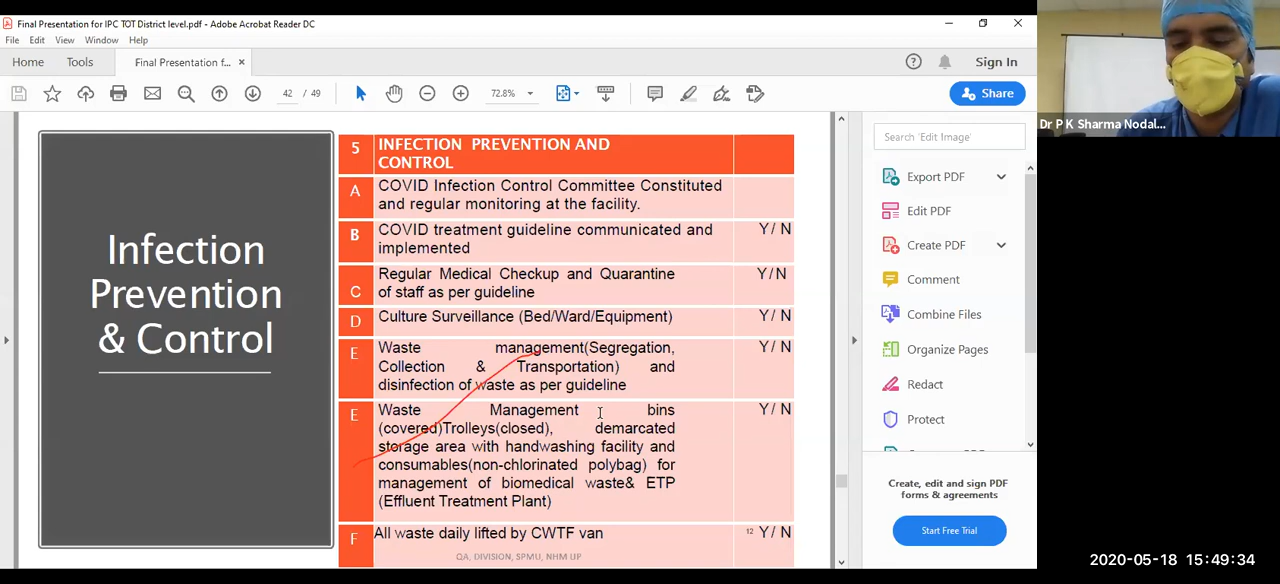 Final Presentation for IPC TOT District level.pdf - Adobe Acrobat Reader DC
File Edit View Window Help
Home Tools Final Presentation f... × Sign In
42 / 49 72.8% Share
Dr P K Sharma Nodal...
Infection
Prevention
& Control
5 INFECTION PREVENTION AND
CONTROL
A COVID Infection Control Committee Constituted
and regular monitoring at the facility.
B COVID treatment guideline communicated and Y / N
implemented
C Regular Medical Checkup and Quarantine Y / N
of staff as per guideline
D Culture Surveillance (Bed/Ward/Equipment) Y / N
E Waste management(Segregation, Y / N
Collection & Transportation) and
disinfection of waste as per guideline
E Waste Management bins Y / N
(covered)Trolleys(closed), demarcated
storage area with handwashing facility and
consumables(non-chlorinated polybag) for
management of biomedical waste& ETP
(Effluent Treatment Plant)
F All waste daily lifted by CWTF van 12 Y / N
QA, DIVISION, SPMU, NHM UP
Search 'Edit Image'
Export PDF
Edit PDF
Create PDF
Comment
Combine Files
Organize Pages
Redact
Protect
Create, edit and sign PDF
forms & agreements
Start Free Trial
2020-05-18 15:49:34